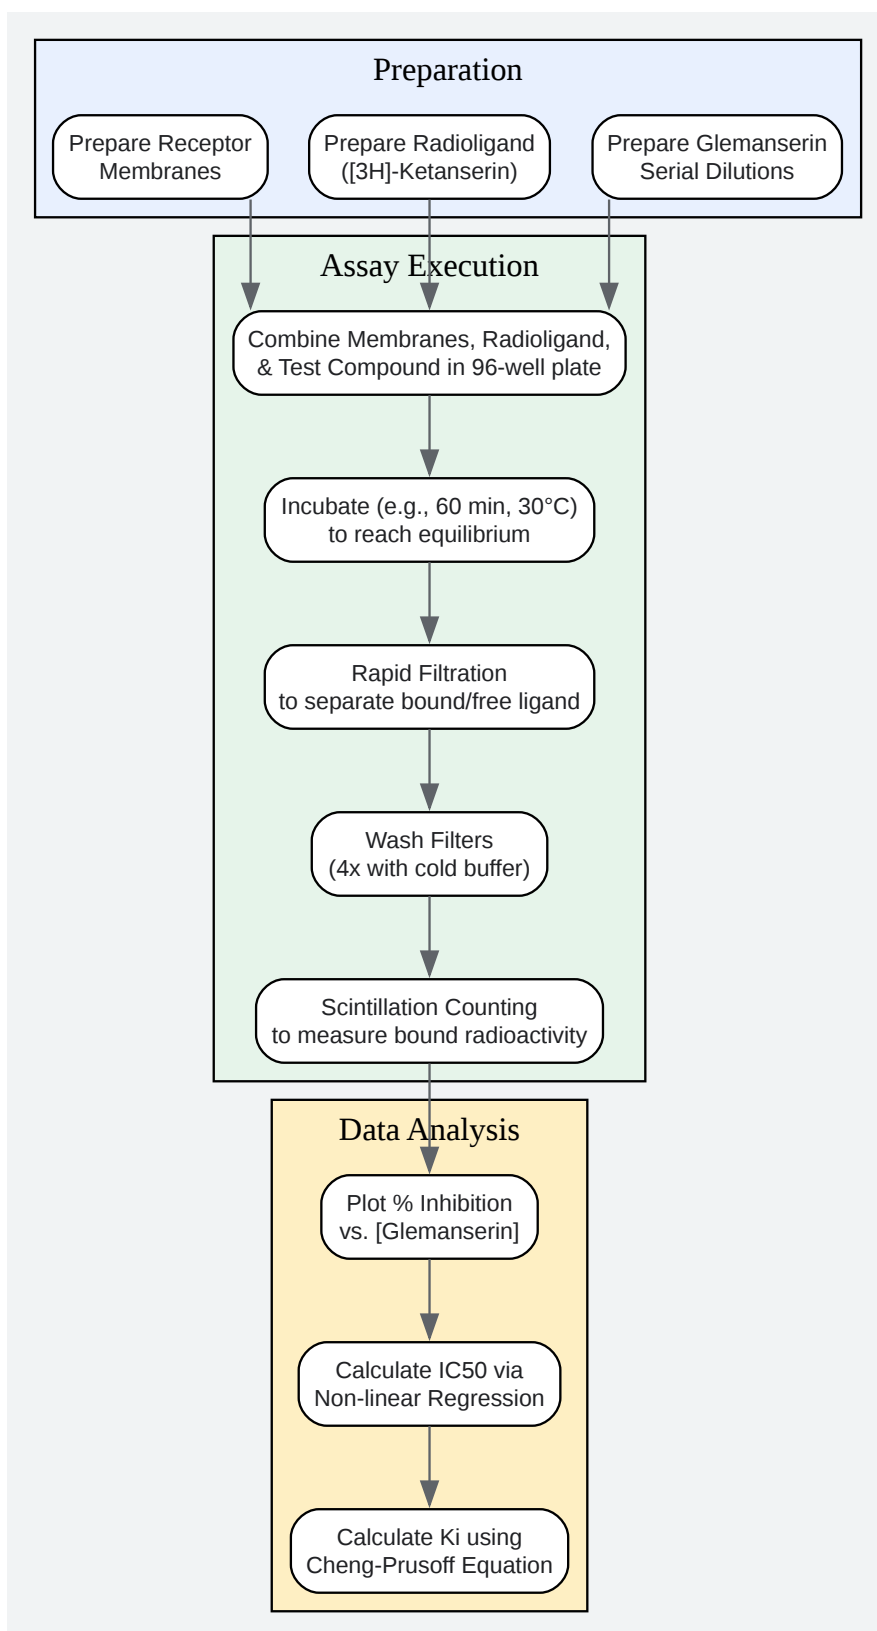 Preparation
Prepare Receptor
Membranes
Prepare Radioligand
([3H]-Ketanserin)
Prepare Glemanserin
Serial Dilutions
Assay Execution
Combine Membranes, Radioligand,
& Test Compound in 96-well plate
Incubate (e.g., 60 min, 30°C)
to reach equilibrium
Rapid Filtration
to separate bound/free ligand
Wash Filters
(4x with cold buffer)
Scintillation Counting
to measure bound radioactivity
Data Analysis
Plot % Inhibition
vs. [Glemanserin]
Calculate IC50 via
Non-linear Regression
Calculate Ki using
Cheng-Prusoff Equation